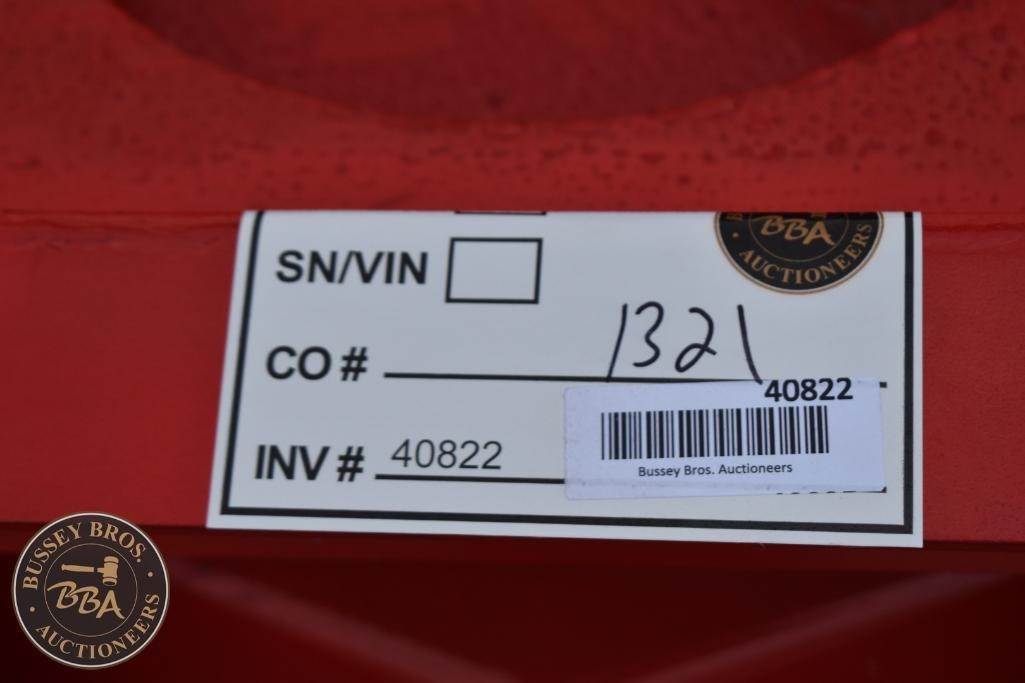 BBA
AUCTIONEERS
SN/VIN
CO # 1321
40822
INV # 40822
Bussey Bros. Auctioneers
BUSSEY BROS.
BBA
AUCTIONEERS